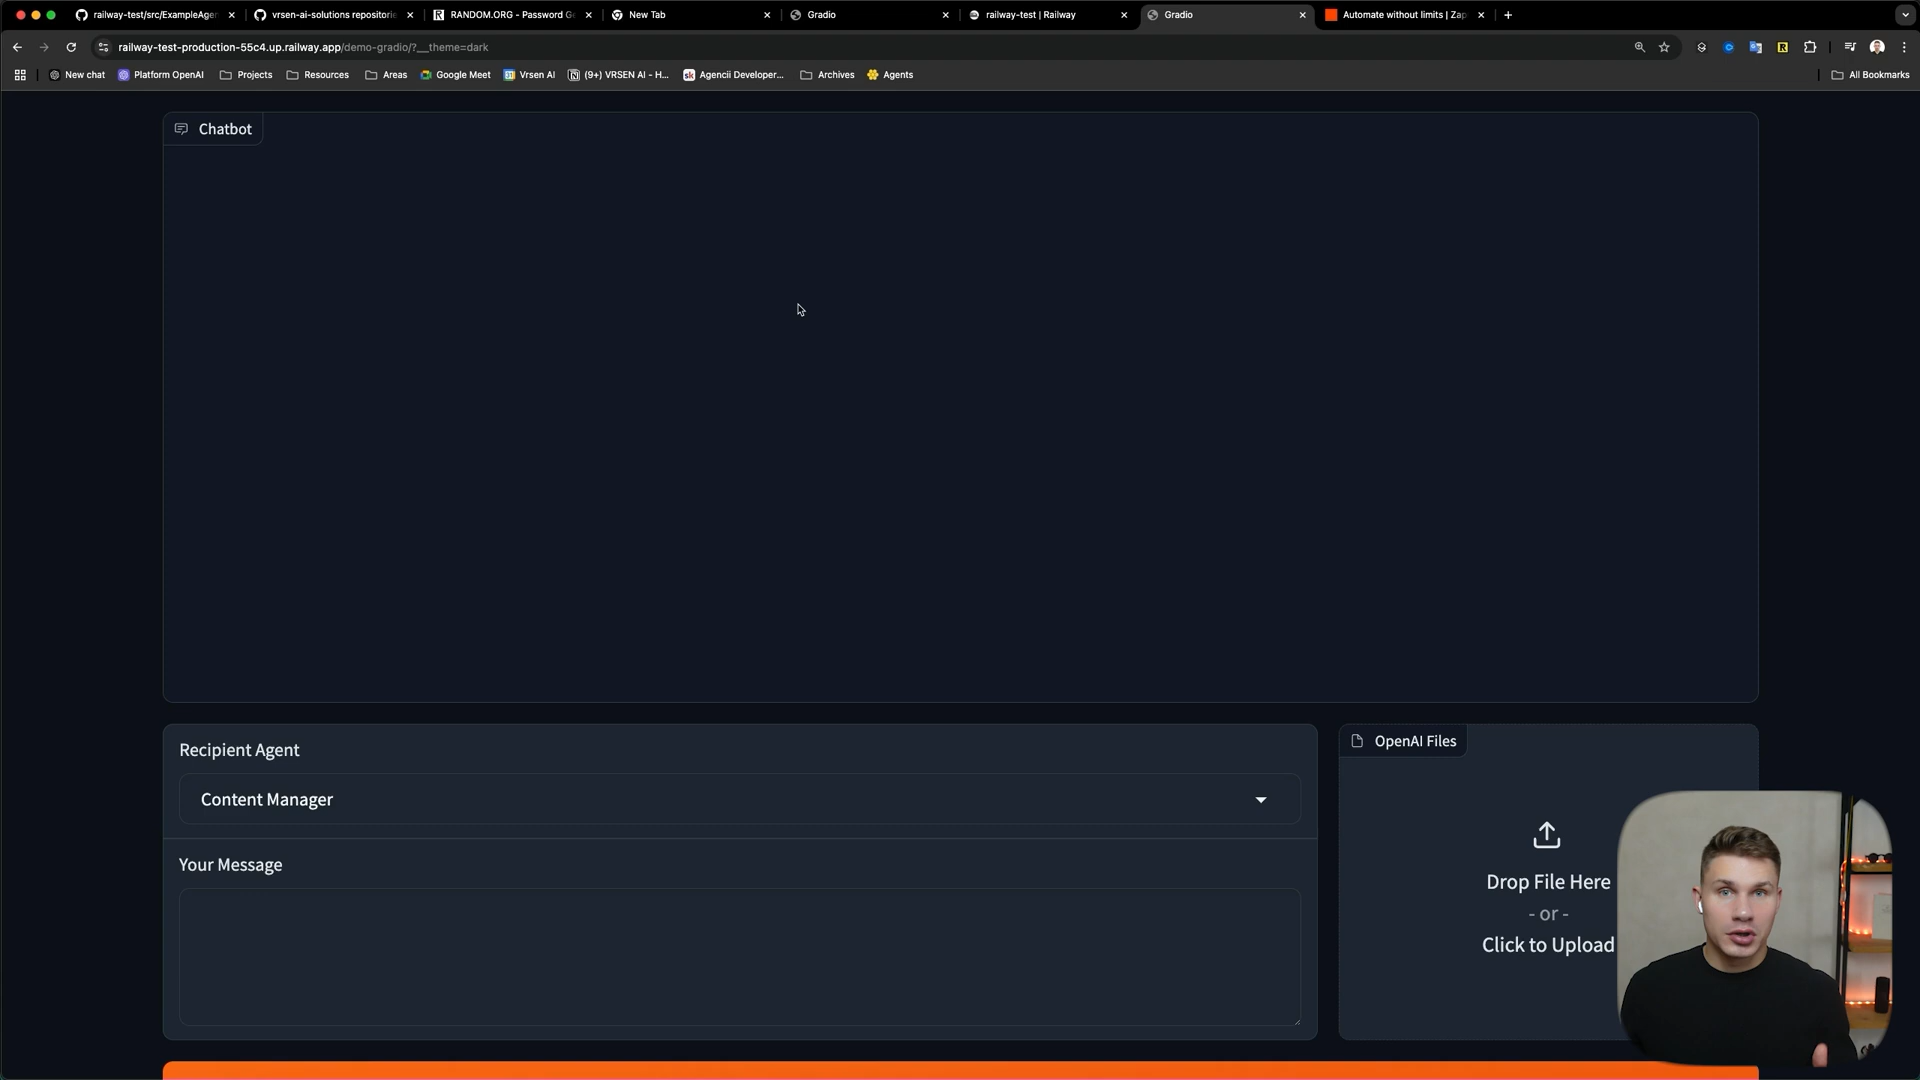 railway-test/src/ExampleAgen
vrsen-ai-solutions repositorie
RANDOM.ORG - Password Ge
New Tab
Gradio
railway-test | Railway
Gradio
Automate without limits | Zap
railway-test-production-55c4.up.railway.app/demo-gradio/?__theme=dark
New chat
Platform OpenAI
Projects
Resources
Areas
Google Meet
Vrsen AI
(9+) VRSEN AI - H...
Agencii Developer...
Archives
Agents
All Bookmarks
Chatbot
Recipient Agent
Content Manager
Your Message
OpenAI Files
Drop File Here
- or -
Click to Upload